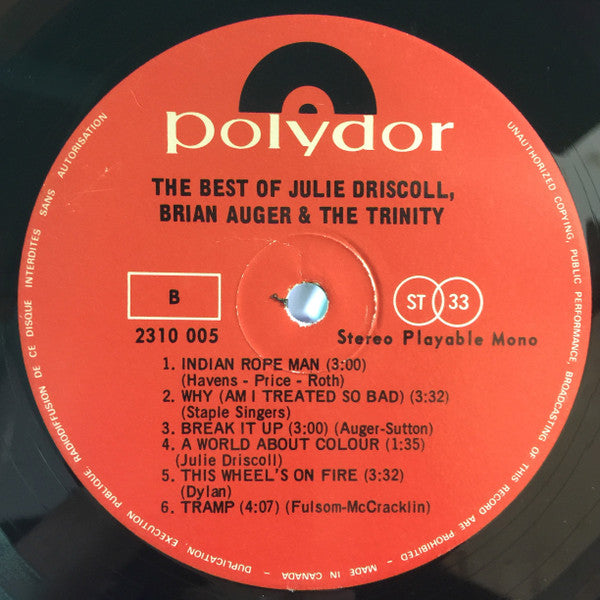 polydor
THE BEST OF JULIE DRISCOLL,
BRIAN AUGER & THE TRINITY
B
2310 005
ST 33
Stereo Playable Mono
1. INDIAN ROPE MAN (3:00)
(Havens - Price - Roth)
2. WHY (AM I TREATED SO BAD) (3:32)
(Staple Singers)
3. BREAK IT UP (3:00) (Auger-Sutton)
4. A WORLD ABOUT COLOUR (1:35)
(Julie Driscoll)
5. THIS WHEEL'S ON FIRE (3:32)
(Dylan)
6. TRAMP (4:07) (Fulsom-McCracklin)
UNAUTHORIZED COPYING, PUBLIC PERFORMANCE, BROADCASTING OF THIS RECORD ARE PROHIBITED - MADE IN CANADA - DUPLICATION, EXECUTION PUBLIQUE RADIODIFFUSION DE CE DISQUE INTERDITES SANS AUTORISATION